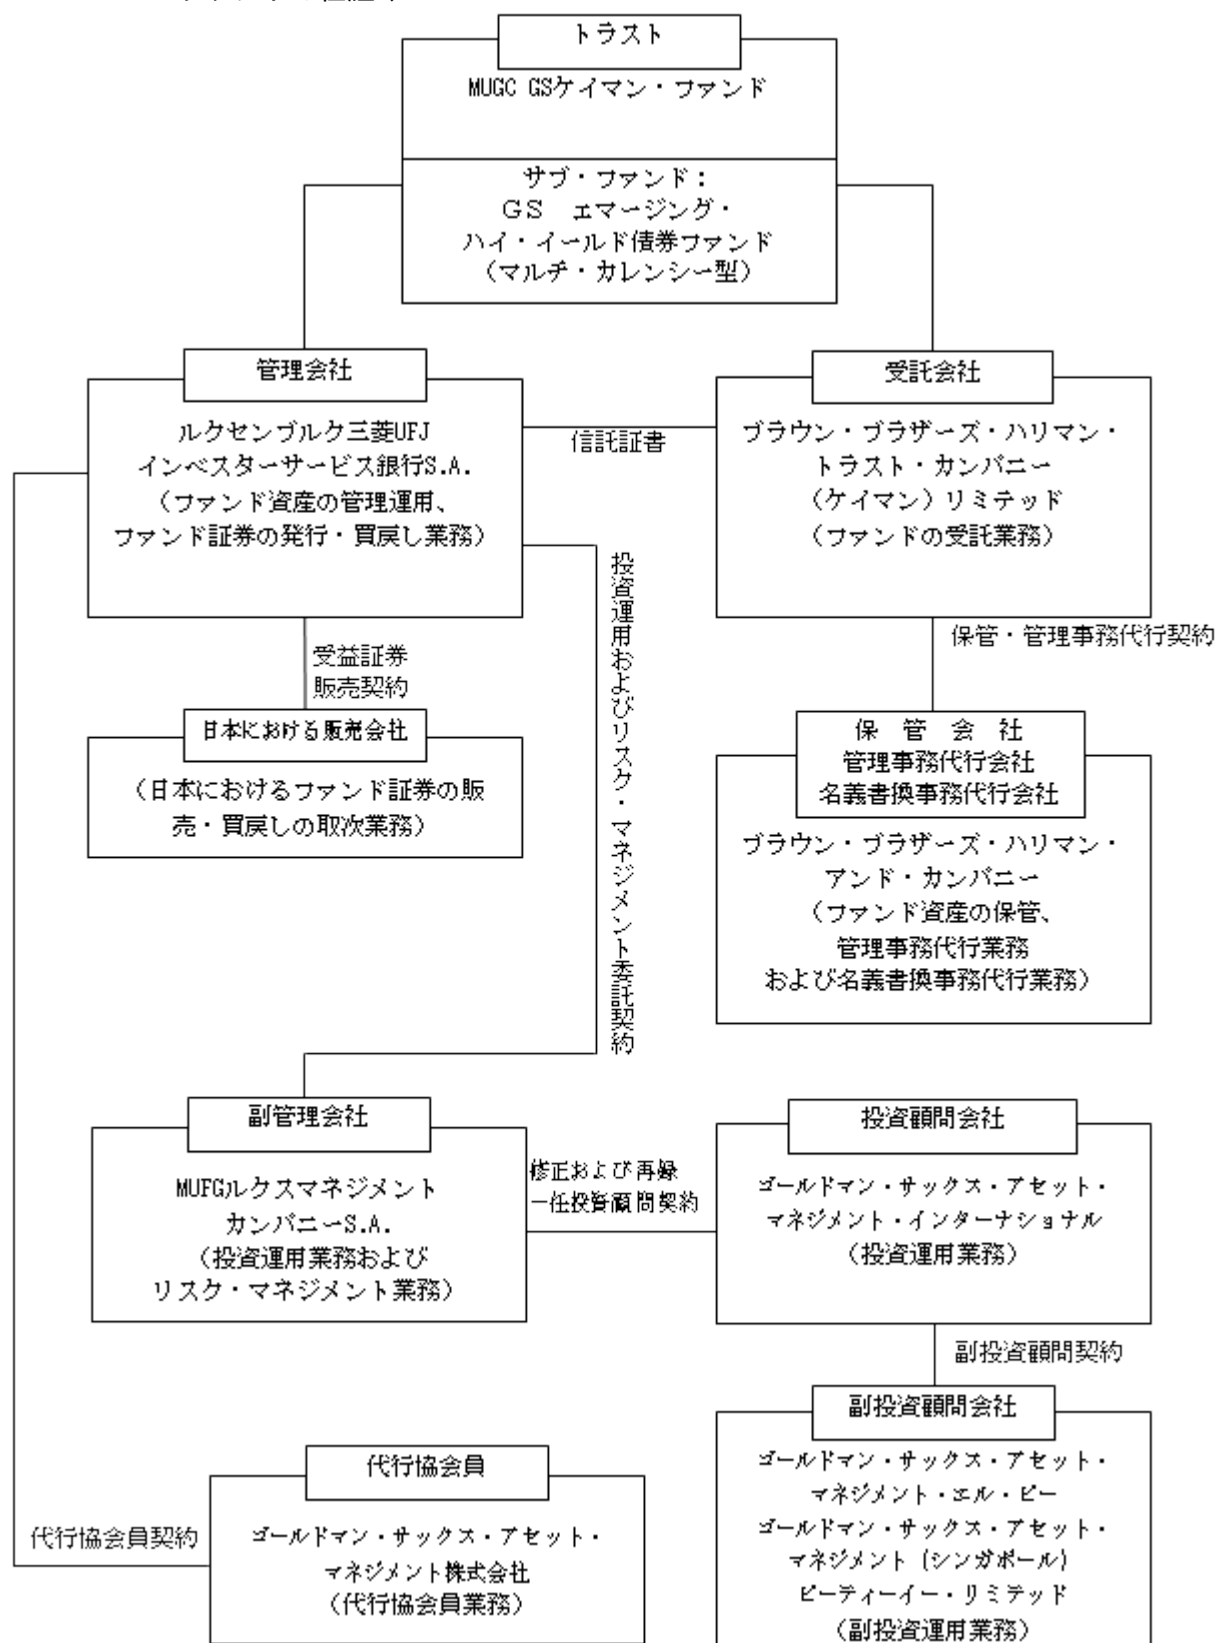 トラスト
MUGC GSケイマン・ファンド
サブ・ファンド：
ＧＳ　エマージング・
ハイ・イールド債券ファンド
（マルチ・カレンシー型）
管理会社
ルクセンブルク三菱UFJ
インベスターサービス銀行S.A.
（ファンド資産の管理運用、
ファンド証券の発行・買戻し業務）
信託証書
受託会社
ブラウン・ブラザーズ・ハリマン・
トラスト・カンパニー
（ケイマン）リミテッド
（ファンドの受託業務）
投資運用およびリスク・マネジメント委託契約
保管・管理事務代行契約
受益証券
販売契約
日本における販売会社
（日本におけるファンド証券の販
売・買戻しの取次業務）
保　管　会　社
管理事務代行会社
名義書換事務代行会社
ブラウン・ブラザーズ・ハリマン・
アンド・カンパニー
（ファンド資産の保管、
管理事務代行業務
および名義書換事務代行業務）
副管理会社
MUFGルクスマネジメント
カンパニーS.A.
（投資運用業務および
リスク・マネジメント業務）
修正および再録
一任投資顧問契約
投資顧問会社
ゴールドマン・サックス・アセット・
マネジメント・インターナショナル
（投資運用業務）
副投資顧問契約
副投資顧問会社
ゴールドマン・サックス・アセット・
マネジメント・エル・ピー
ゴールドマン・サックス・アセット・
マネジメント（シンガポール）
ピーティーイー・リミテッド
（副投資運用業務）
代行協会員契約
代行協会員
ゴールドマン・サックス・アセット・
マネジメント株式会社
（代行協会員業務）